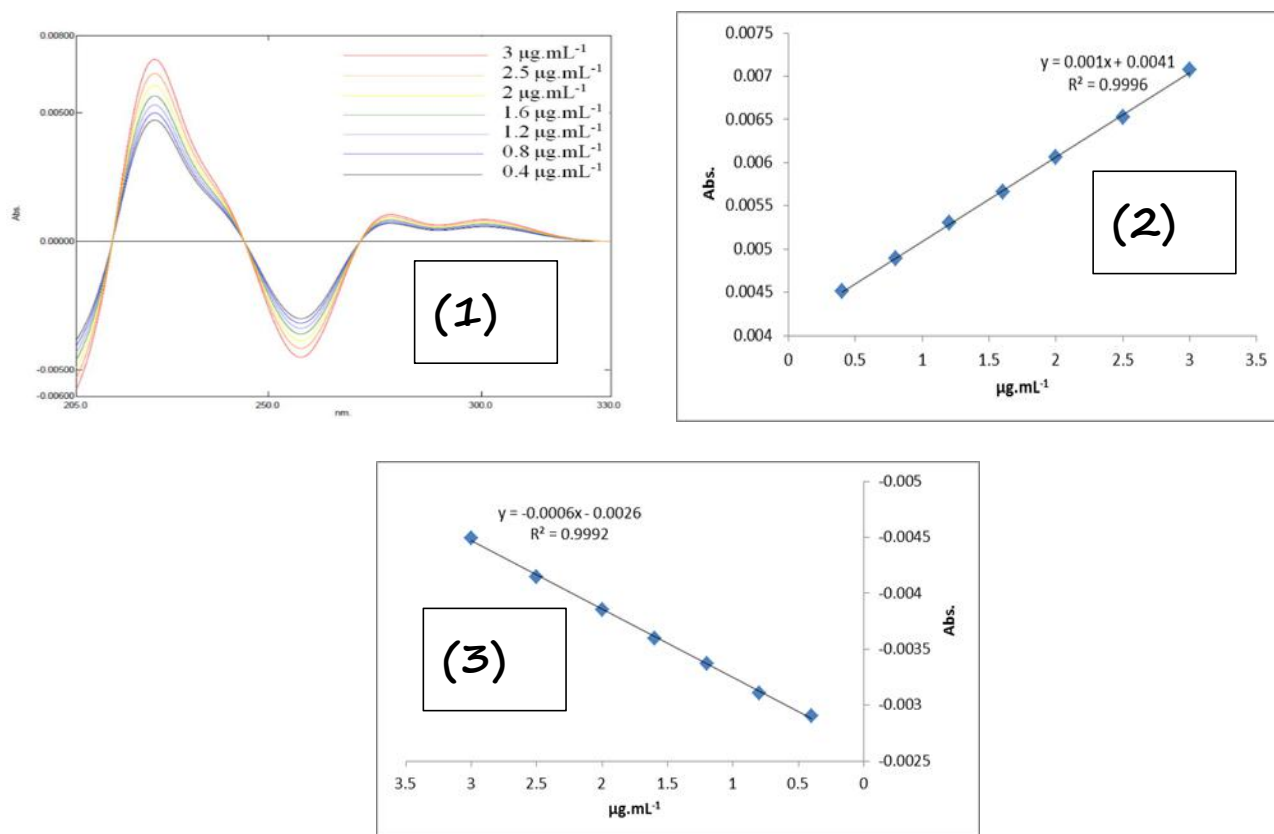 0.00800
0.00500
0.00000
-0.00500
-0.00600
Abs.
205.0
250.0
300.0
330.0
nm.
3 µg.mL⁻¹
2.5 µg.mL⁻¹
2 µg.mL⁻¹
1.6 µg.mL⁻¹
1.2 µg.mL⁻¹
0.8 µg.mL⁻¹
0.4 µg.mL⁻¹
(1)
0.0075
0.007
0.0065
0.006
0.0055
0.005
0.0045
0.004
Abs.
y = 0.001x + 0.0041
R² = 0.9996
(2)
0
0.5
1
1.5
2
2.5
3
3.5
µg.mL⁻¹
y = -0.0006x - 0.0026
R² = 0.9992
(3)
-0.005
-0.0045
-0.004
-0.0035
-0.003
-0.0025
Abs.
3.5
3
2.5
2
1.5
1
0.5
0
µg.mL⁻¹